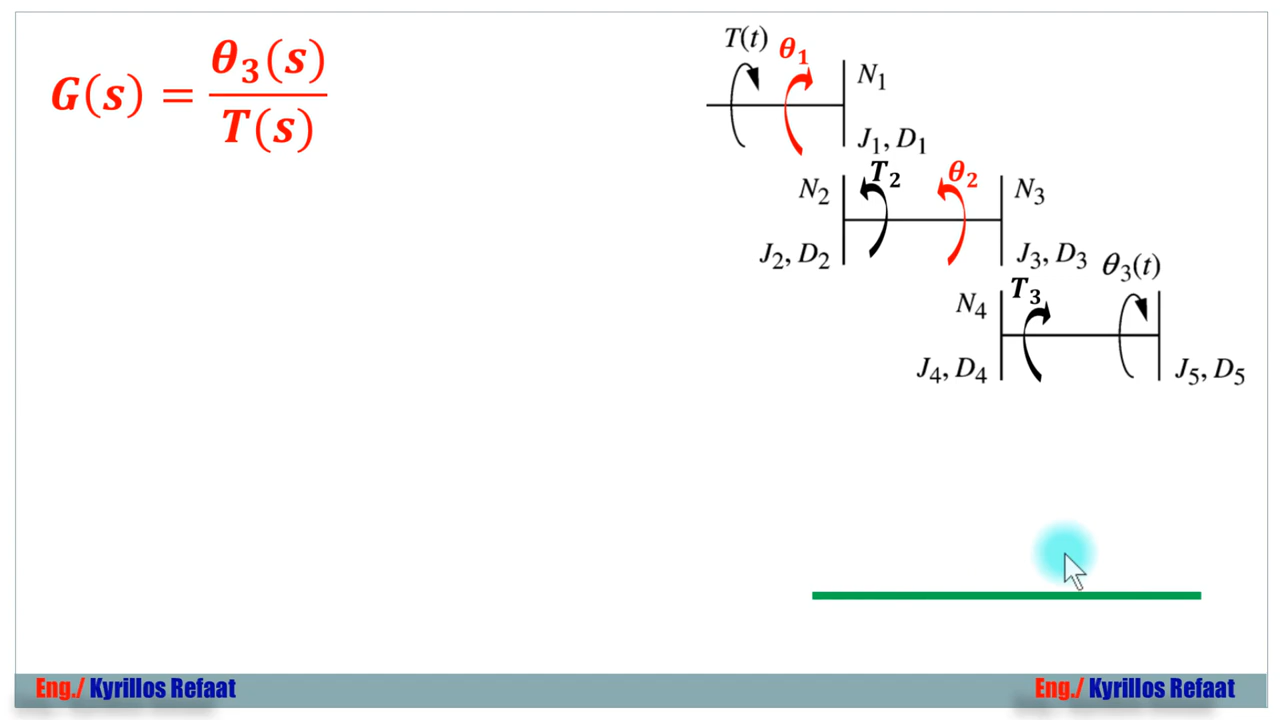 G(s) = θ₃(s) / T(s)
T(t) θ₁
N₁
J₁, D₁
N₂ T₂ θ₂ N₃
J₂, D₂ J₃, D₃ θ₃(t)
N₄ T₃
J₄, D₄ J₅, D₅
Eng./ Kyrillos Refaat
Eng./ Kyrillos Refaat